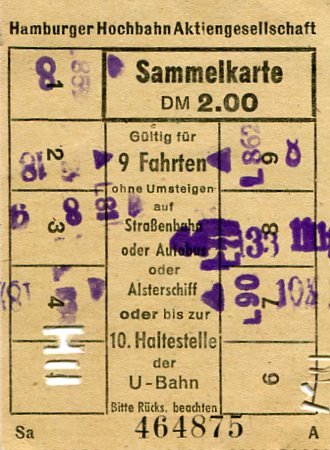 Hamburger Hochbahn Aktiengesellschaft
Sammelkarte
DM 2.00
Gültig für
9 Fahrten
ohne Umsteigen
auf
Straßenbahn
oder Autobus
oder
Alsterschiff
oder bis zur
10. Haltestelle
der
U-Bahn
Bitte Rücks. beachten
1
2
3
4
6
8
7
9
Sa
464875
A